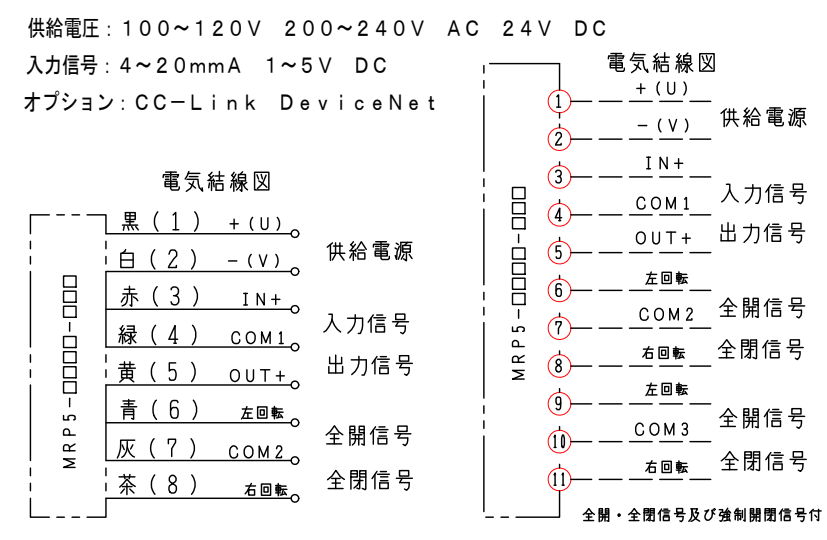 供給電圧：100～120V 200～240V AC 24V DC
入力信号：4～20mmA 1～5V DC
オプション：CC－Link DeviceNet
電気結線図
黒(1) +(U)
白(2) -(V)
供給電源
赤(3) IN+
緑(4) COM1
入力信号
黄(5) OUT+
出力信号
青(6) 左回転
灰(7) COM2
全開信号
茶(8) 右回転
全閉信号
MRP5-□□□□-□□□
電気結線図
1 +(U)
2 -(V)
供給電源
3 IN+
4 COM1
入力信号
5 OUT+
出力信号
6 左回転
7 COM2
全開信号
8 右回転
全閉信号
9 左回転
10 COM3
全開信号
11 右回転
全閉信号
MRP5-□□□□-□□□
全開・全閉信号及び強制開閉信号付